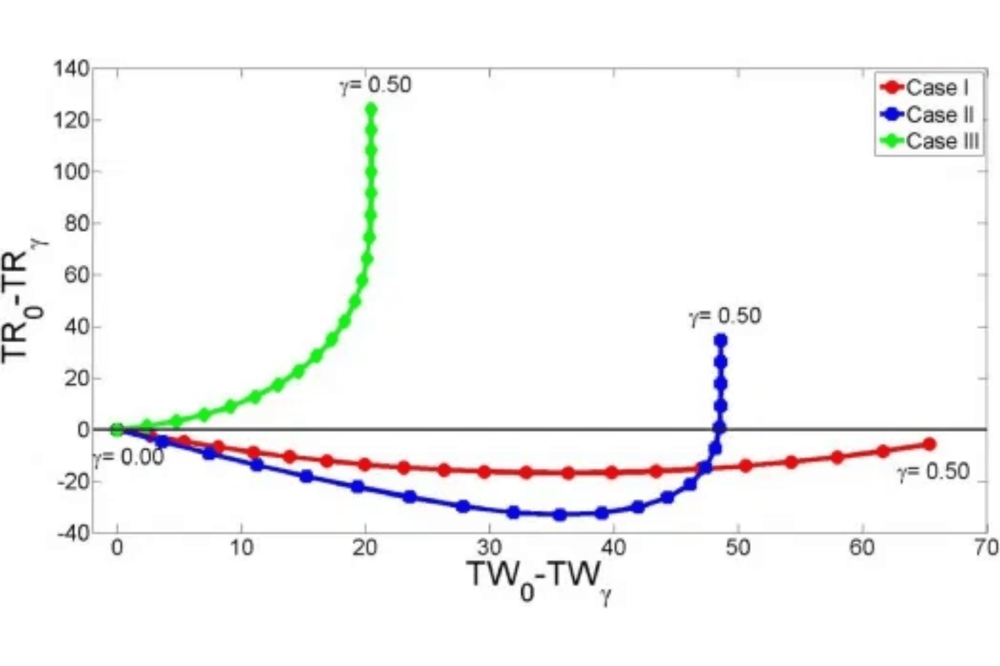 140
120
100
80
60
40
20
0
-20
-40
0 10 20 30 40 50 60 70
TR0-TRγ
TW0-TWγ
γ= 0.50
γ= 0.50
γ= 0.00
γ= 0.50
Case I
Case II
Case III